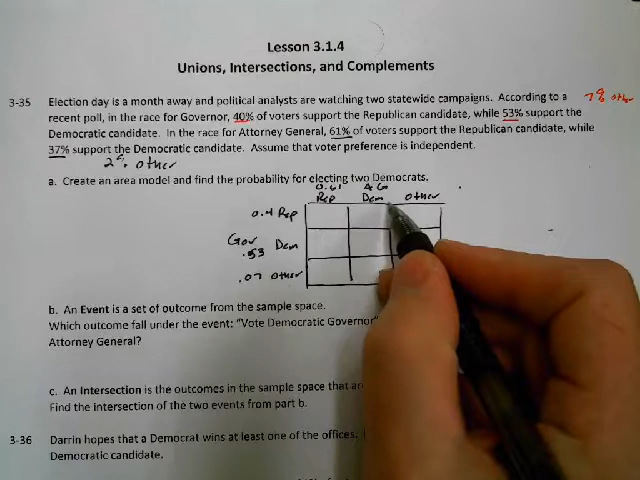 Lesson 3.1.4
Unions, Intersections, and Complements
3-35 Election day is a month away and political analysts are watching two statewide campaigns. According to a 7% other
recent poll, in the race for Governor, 40% of voters support the Republican candidate, while 53% support the
Democratic candidate. In the race for Attorney General, 61% of voters support the Republican candidate, while
37% support the Democratic candidate. Assume that voter preference is independent.
2% other
a. Create an area model and find the probability for electing two Democrats.
0.61 AG
Rep Dem other
0.4 Rep
Gov
.53 Dem
.07 other
b. An Event is a set of outcome from the sample space.
Which outcome fall under the event: "Vote Democratic Governor"
Attorney General?
c. An Intersection is the outcomes in the sample space that
Find the intersection of the two events from part b.
3-36 Darrin hopes that a Democrat wins at least one of the offices.
Democratic candidate.